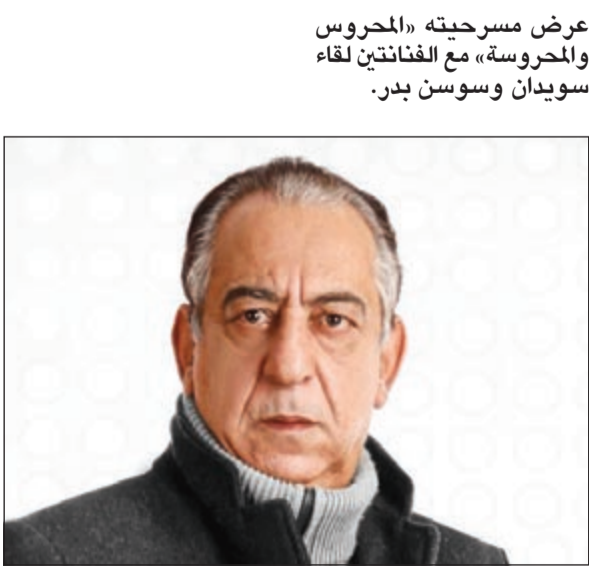 عرض مسرحيته «المحروس
والمحروسة» مع الفنانتين لقاء
سويدان وسوسن بدر.